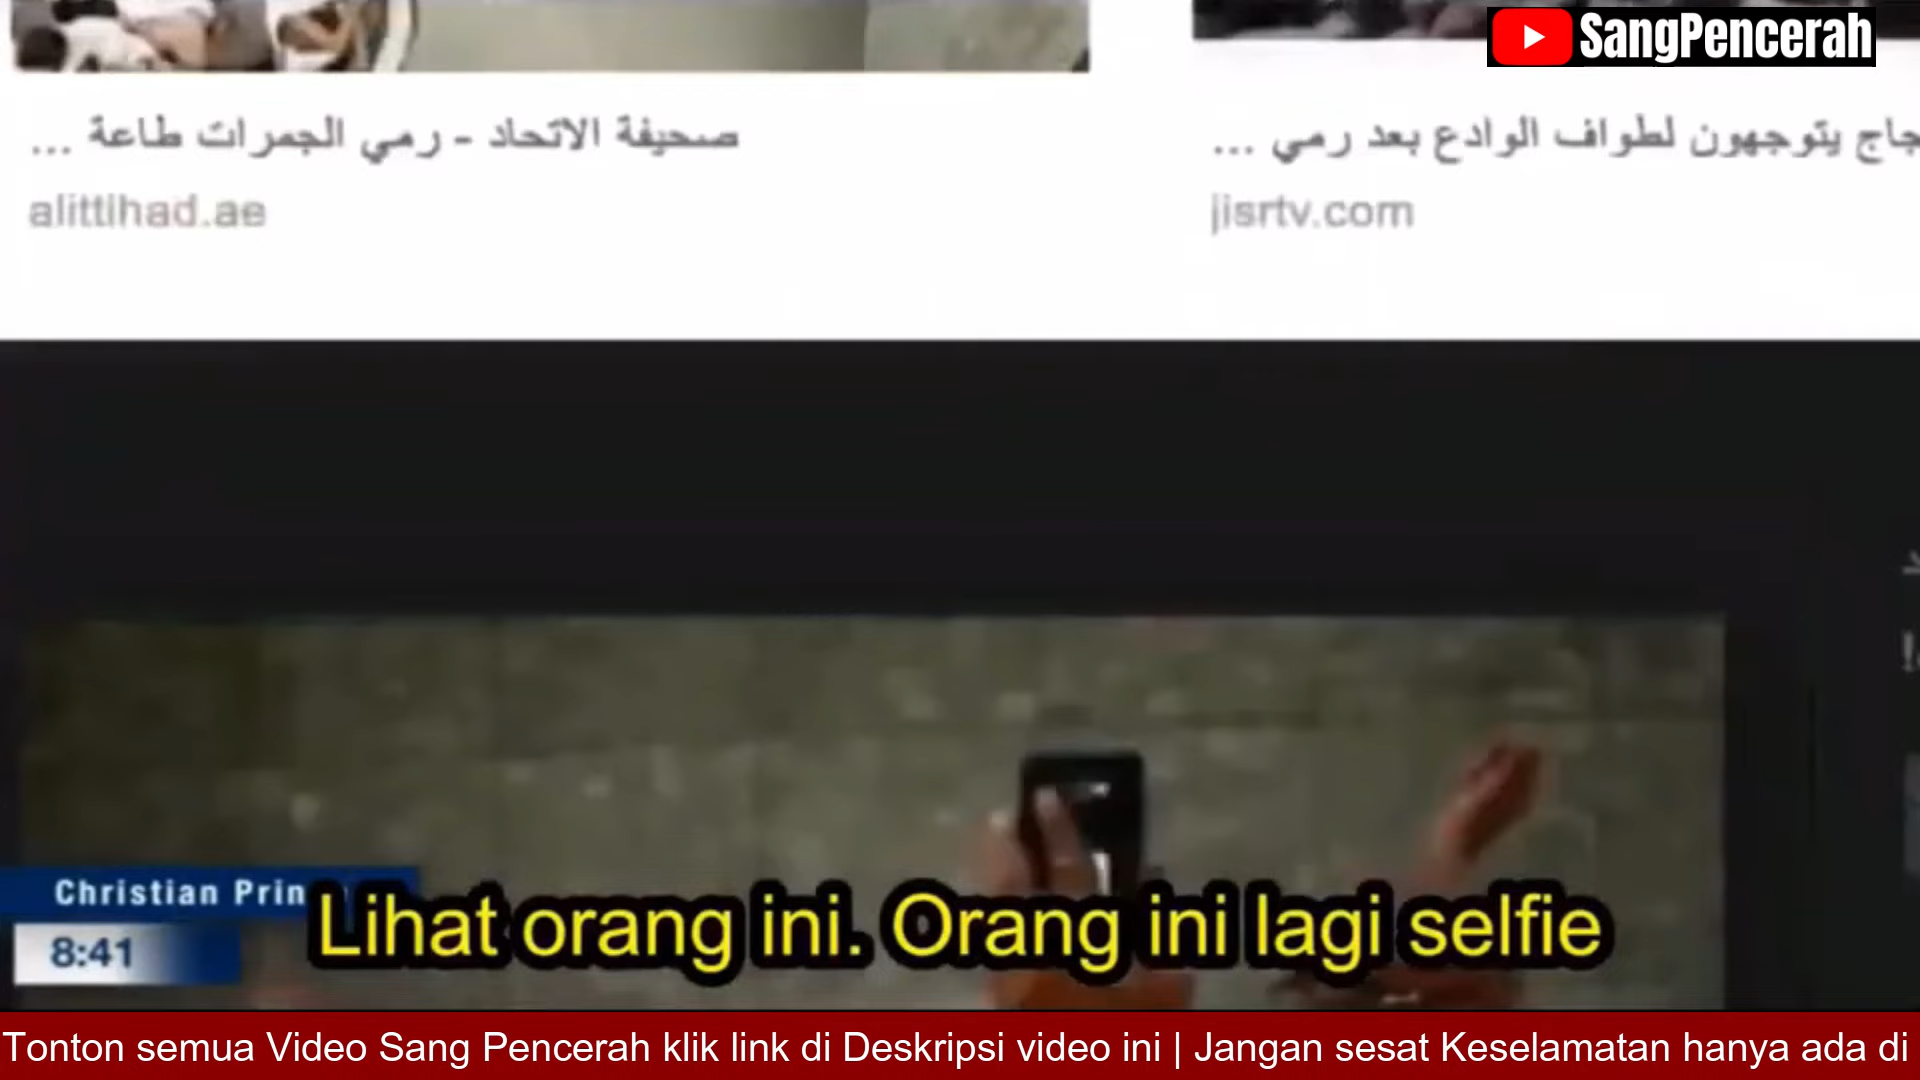 SangPencerah
صحيفة الاتحاد - رمي الجمرات طاعة ...
alittihad.ae
جاج يتوجهون لطواف الوادع بعد رمي ...
jisrtv.com
Christian Prin
8:41
Lihat orang ini. Orang ini lagi selfie
Tonton semua Video Sang Pencerah klik link di Deskripsi video ini | Jangan sesat Keselamatan hanya ada di